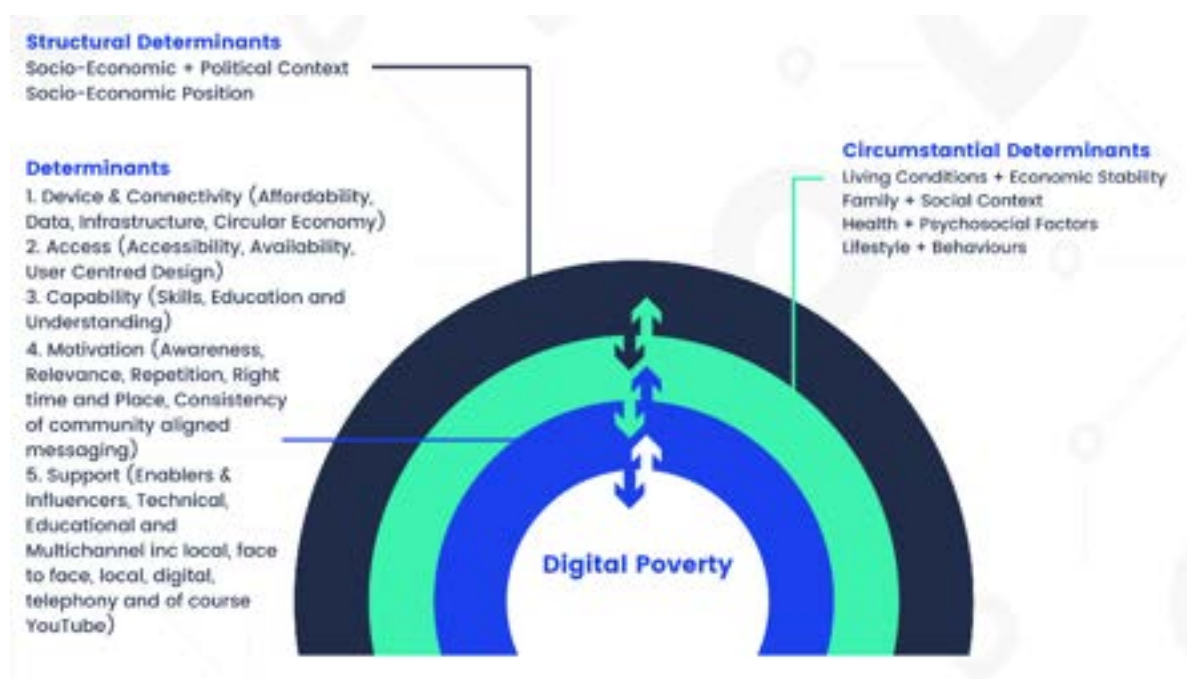 Structural Determinants
Socio-Economic + Political Context
Socio-Economic Position
Determinants
1. Device & Connectivity (Affordability,
Data, Infrastructure, Circular Economy)
2. Access (Accessibility, Availability,
User Centred Design)
3. Capability (Skills, Education and
Understanding)
4. Motivation (Awareness,
Relevance, Repetition, Right
time and Place, Consistency
of community aligned
messaging)
5. Support (Enablers &
Influencers, Technical,
Educational and
Multichannel inc local, face
to face, local, digital,
telephony and of course
YouTube)
Circumstantial Determinants
Living Conditions + Economic Stability
Family + Social Context
Health + Psychosocial Factors
Lifestyle + Behaviours
Digital Poverty